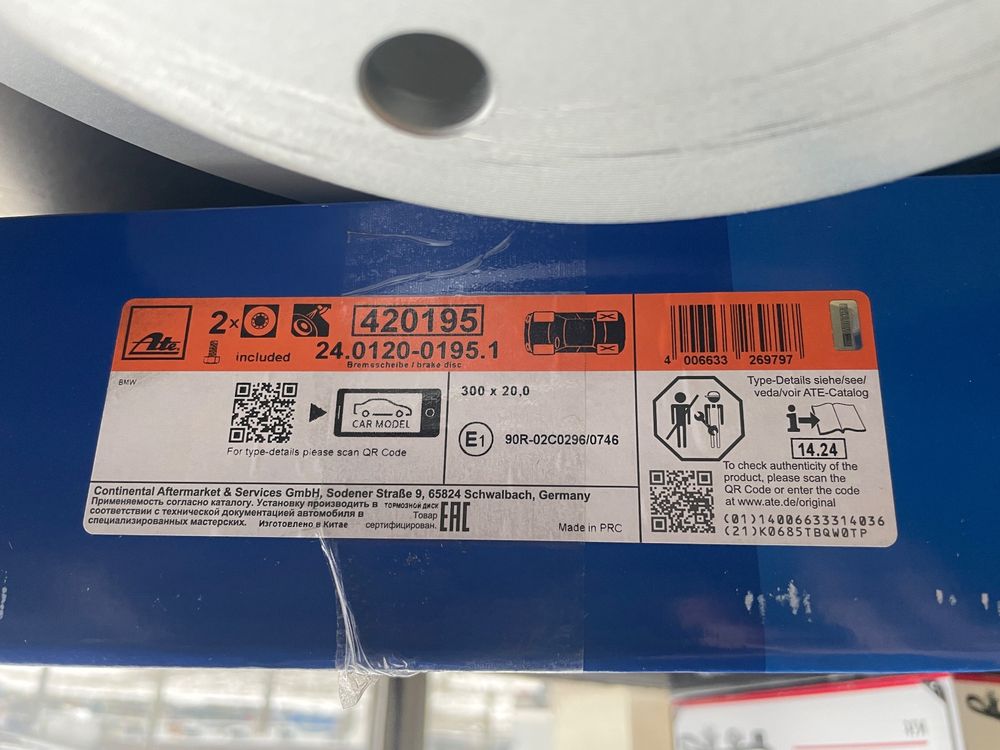 Ate
2x
included
420195
24.0120-0195.1
Bremsscheibe / brake disc
4 006633 269797
BMW
CAR MODEL
For type-details please scan QR Code
300 x 20,0
E1
90R-02C0296/0746
Type-Details siehe/see/
veda/voir ATE-Catalog
i
14.24
To check authenticity of the
product, please scan the
QR Code or enter the code
at www.ate.de/original
(01)14006633314036
(21)K0685TBQW0TP
Continental Aftermarket & Services GmbH, Sodener Straße 9, 65824 Schwalbach, Germany
Применяемость согласно каталогу. Установку производить в
соответствии с технической документацией автомобиля в
специализированных мастерских. Изготовлено в Китае
ТОРМОЗНОЙ ДИСК
Товар
сертифицирован.
EAC
Made in PRC